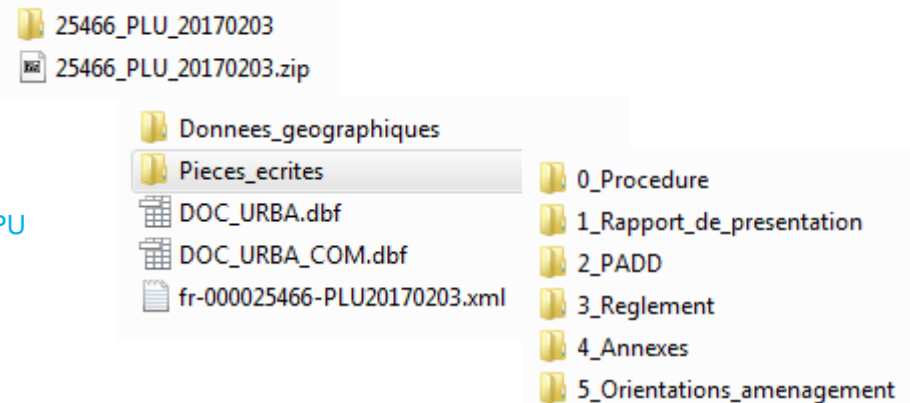 25466_PLU_20170203
25466_PLU_20170203.zip
Donnees_geographiques
Pieces_ecrites
DOC_URBA.dbf
DOC_URBA_COM.dbf
fr-000025466-PLU20170203.xml
PU
0_Procedure
1_Rapport_de_presentation
2_PADD
3_Reglement
4_Annexes
5_Orientations_amenagement